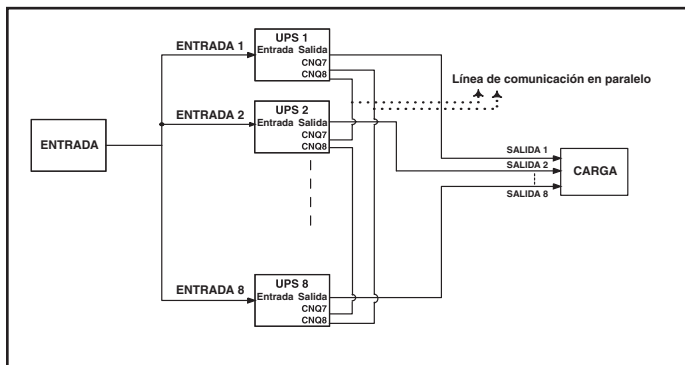 UPS 1
ENTRADA 1
Entrada Salida
CNQ7
CNQ8
Línea de comunicación en paralelo
UPS 2
ENTRADA 2
Entrada Salida
CNQ7
CNQ8
ENTRADA
SALIDA 1
SALIDA 2
SALIDA 8
CARGA
UPS 8
ENTRADA 8
Entrada Salida
CNQ7
CNQ8